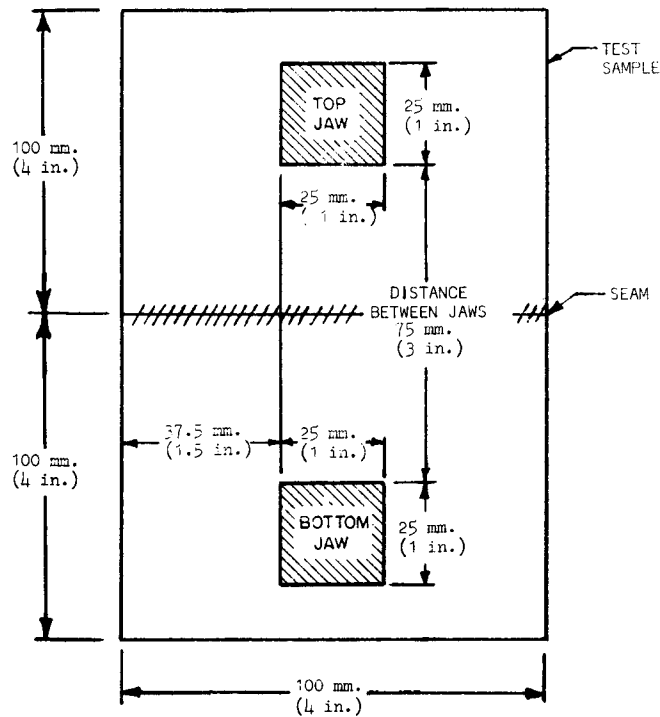 TEST
SAMPLE
TOP
JAW
25 mm.
(1 in.)
100 mm.
(4 in.)
25 mm.
( 1 in.)
DISTANCE
BETWEEN JAWS
75 mm.
(3 in.)
SEAM
37.5 mm.
(1.5 in.)
25 mm.
(1 in.)
100 mm.
(4 in.)
BOTTOM
JAW
25 mm.
(1 in.)
100 mm.
(4 in.)